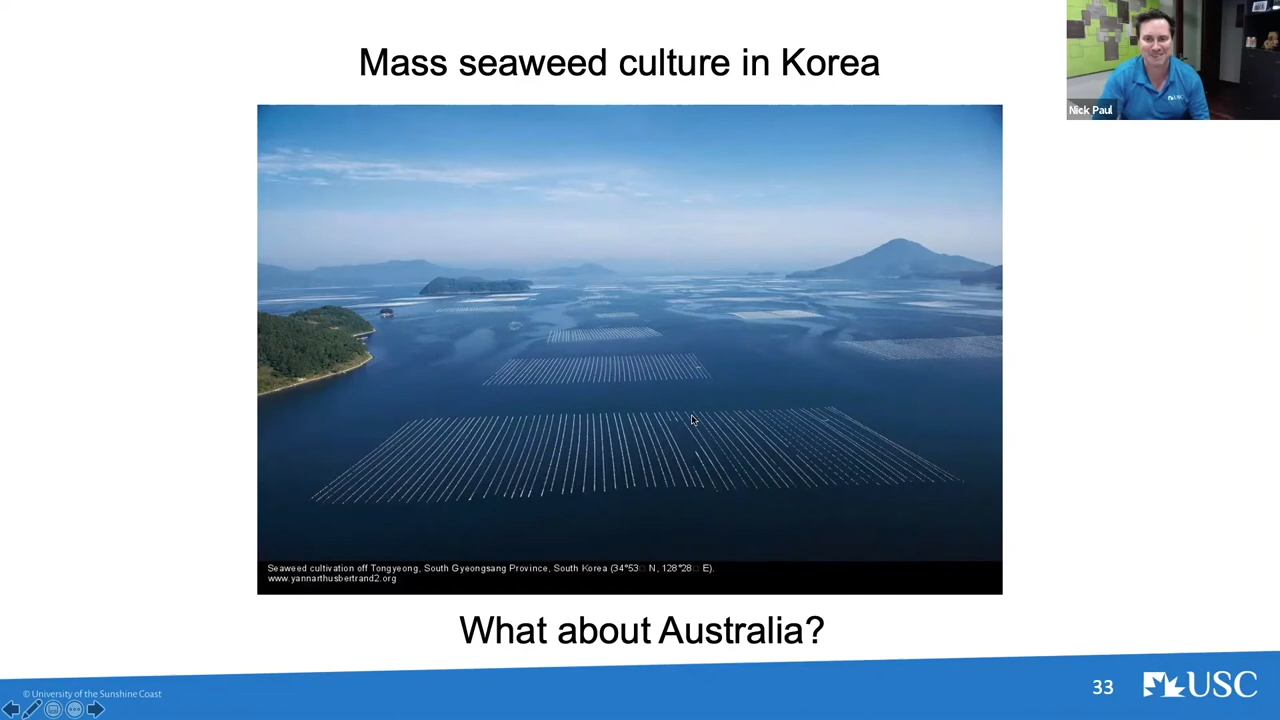 Mass seaweed culture in Korea
USC
Nick Paul
Seaweed cultivation off Tongyeong, South Gyeongsang Province, South Korea (34°53□ N, 128°28□ E).
www.yannarthusbertrand2.org
What about Australia?
© University of the Sunshine Coast
33
USC